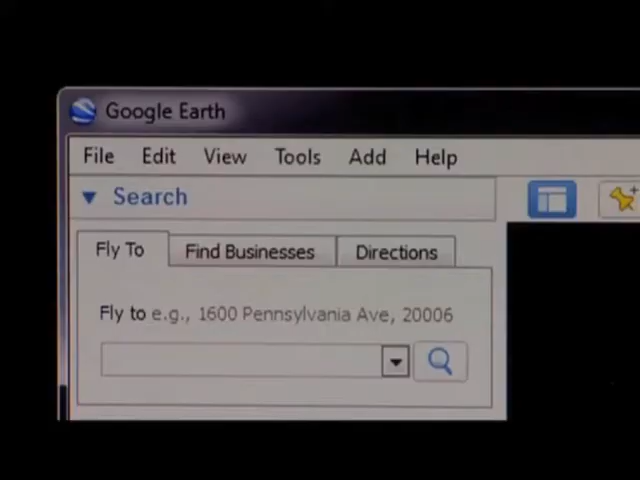 Google Earth
File Edit View Tools Add Help
Search
Fly To Find Businesses Directions
Fly to e.g., 1600 Pennsylvania Ave, 20006